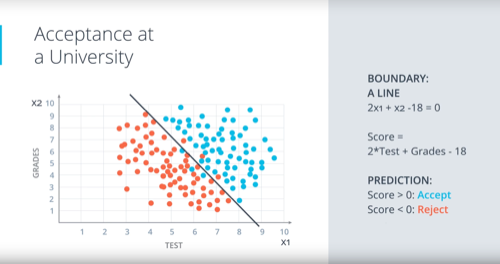 Acceptance at
a University
X2 10
9
8
7
6
5
4
3
2
1
GRADES
1 2 3 4 5 6 7 8 9 10
TEST
X1
BOUNDARY:
A LINE
2x1 + x2 -18 = 0
Score =
2*Test + Grades - 18
PREDICTION:
Score > 0: Accept
Score < 0: Reject